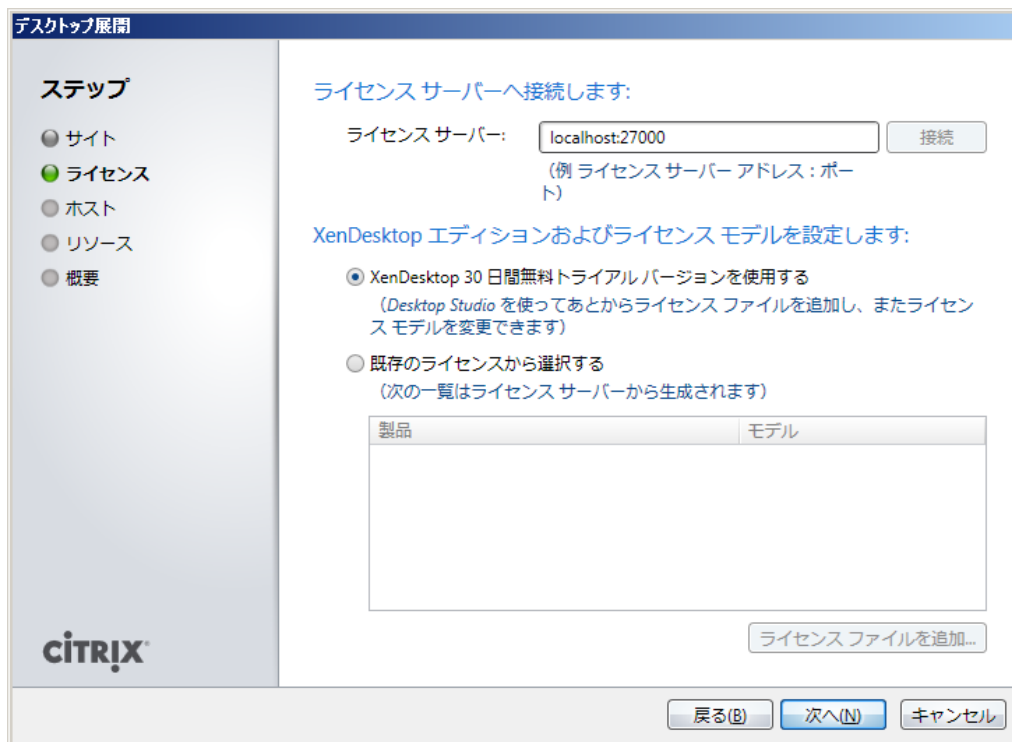 デスクトップ展開
ステップ
サイト
ライセンス
ホスト
リソース
概要
CİTRIX
ライセンス サーバーへ接続します:
ライセンス サーバー:
localhost:27000
接続
（例 ライセンス サーバー アドレス：ポー
ト）
XenDesktop エディションおよびライセンス モデルを設定します:
XenDesktop 30 日間無料トライアル バージョンを使用する
（Desktop Studio を使ってあとからライセンス ファイルを追加し、またライセン
ス モデルを変更できます）
既存のライセンスから選択する
（次の一覧はライセンス サーバーから生成されます）
製品 モデル
ライセンス ファイルを追加...
戻る(B) 次へ(N) キャンセル